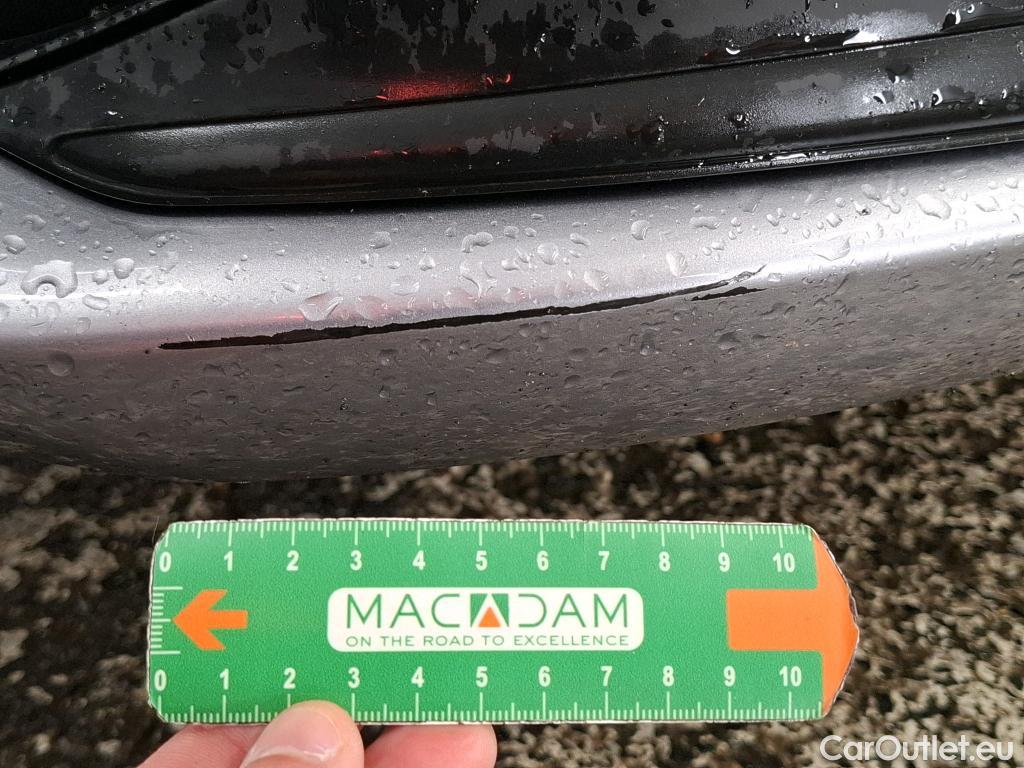 0 1 2 3 4 5 6 7 8 9 10
MACADAM
ON THE ROAD TO EXCELLENCE
0 1 2 3 4 5 6 7 8 9 10
CarOutlet.eu